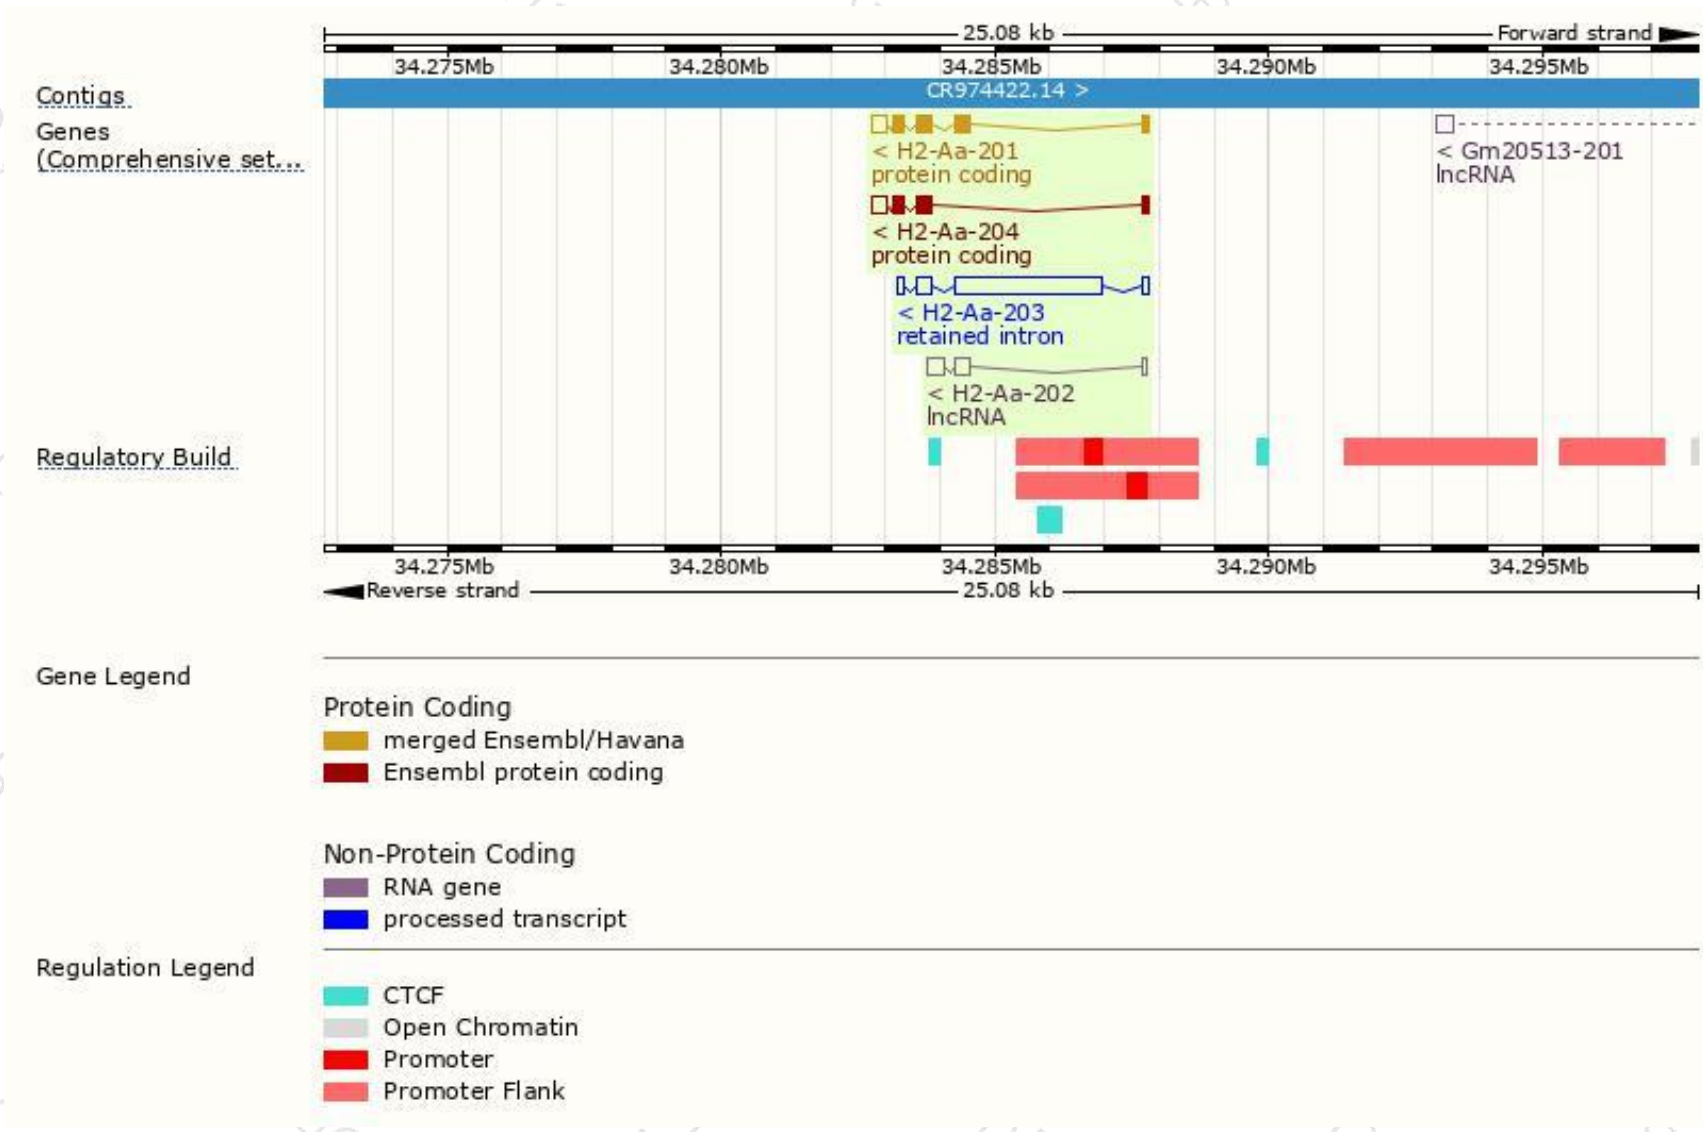 25.08 kb Forward strand
34.275Mb 34.280Mb 34.285Mb 34.290Mb 34.295Mb
Contigs CR974422.14 >
Genes
(Comprehensive set...
< H2-Aa-201 < Gm20513-201
protein coding lncRNA
< H2-Aa-204
protein coding
< H2-Aa-203
retained intron
< H2-Aa-202
lncRNA
Regulatory Build
34.275Mb 34.280Mb 34.285Mb 34.290Mb 34.295Mb
Reverse strand 25.08 kb
Gene Legend
Protein Coding
merged Ensembl/Havana
Ensembl protein coding
Non-Protein Coding
RNA gene
processed transcript
Regulation Legend
CTCF
Open Chromatin
Promoter
Promoter Flank